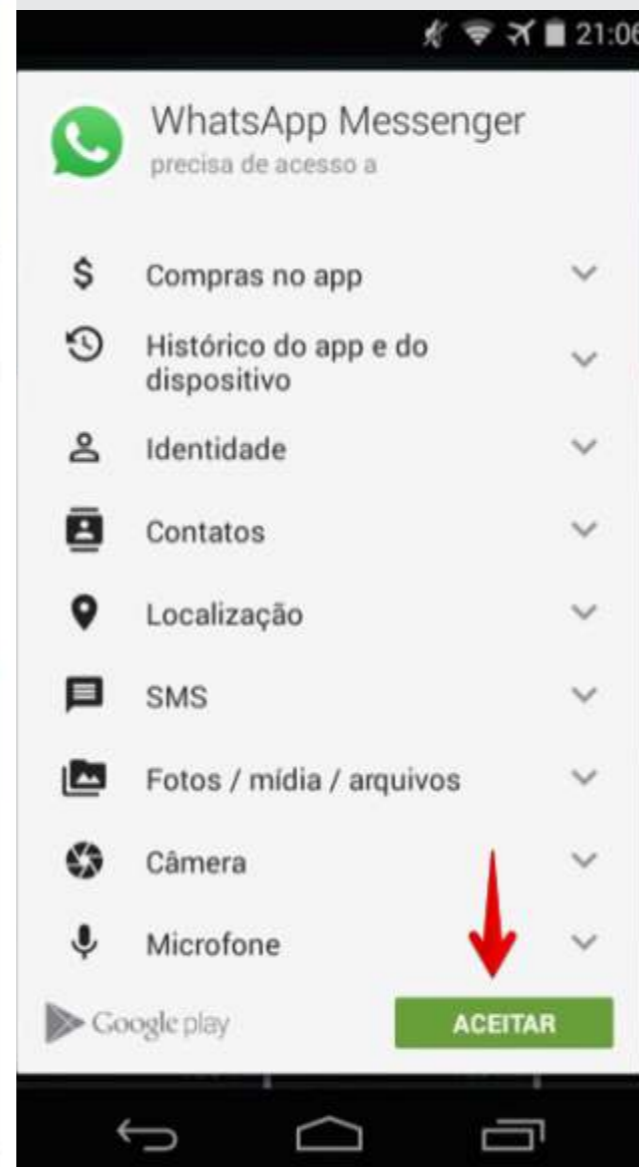 21:06
WhatsApp Messenger
precisa de acesso a
Compras no app
Histórico do app e do
dispositivo
Identidade
Contatos
Localização
SMS
Fotos / mídia / arquivos
Câmera
Microfone
Google play
ACEITAR